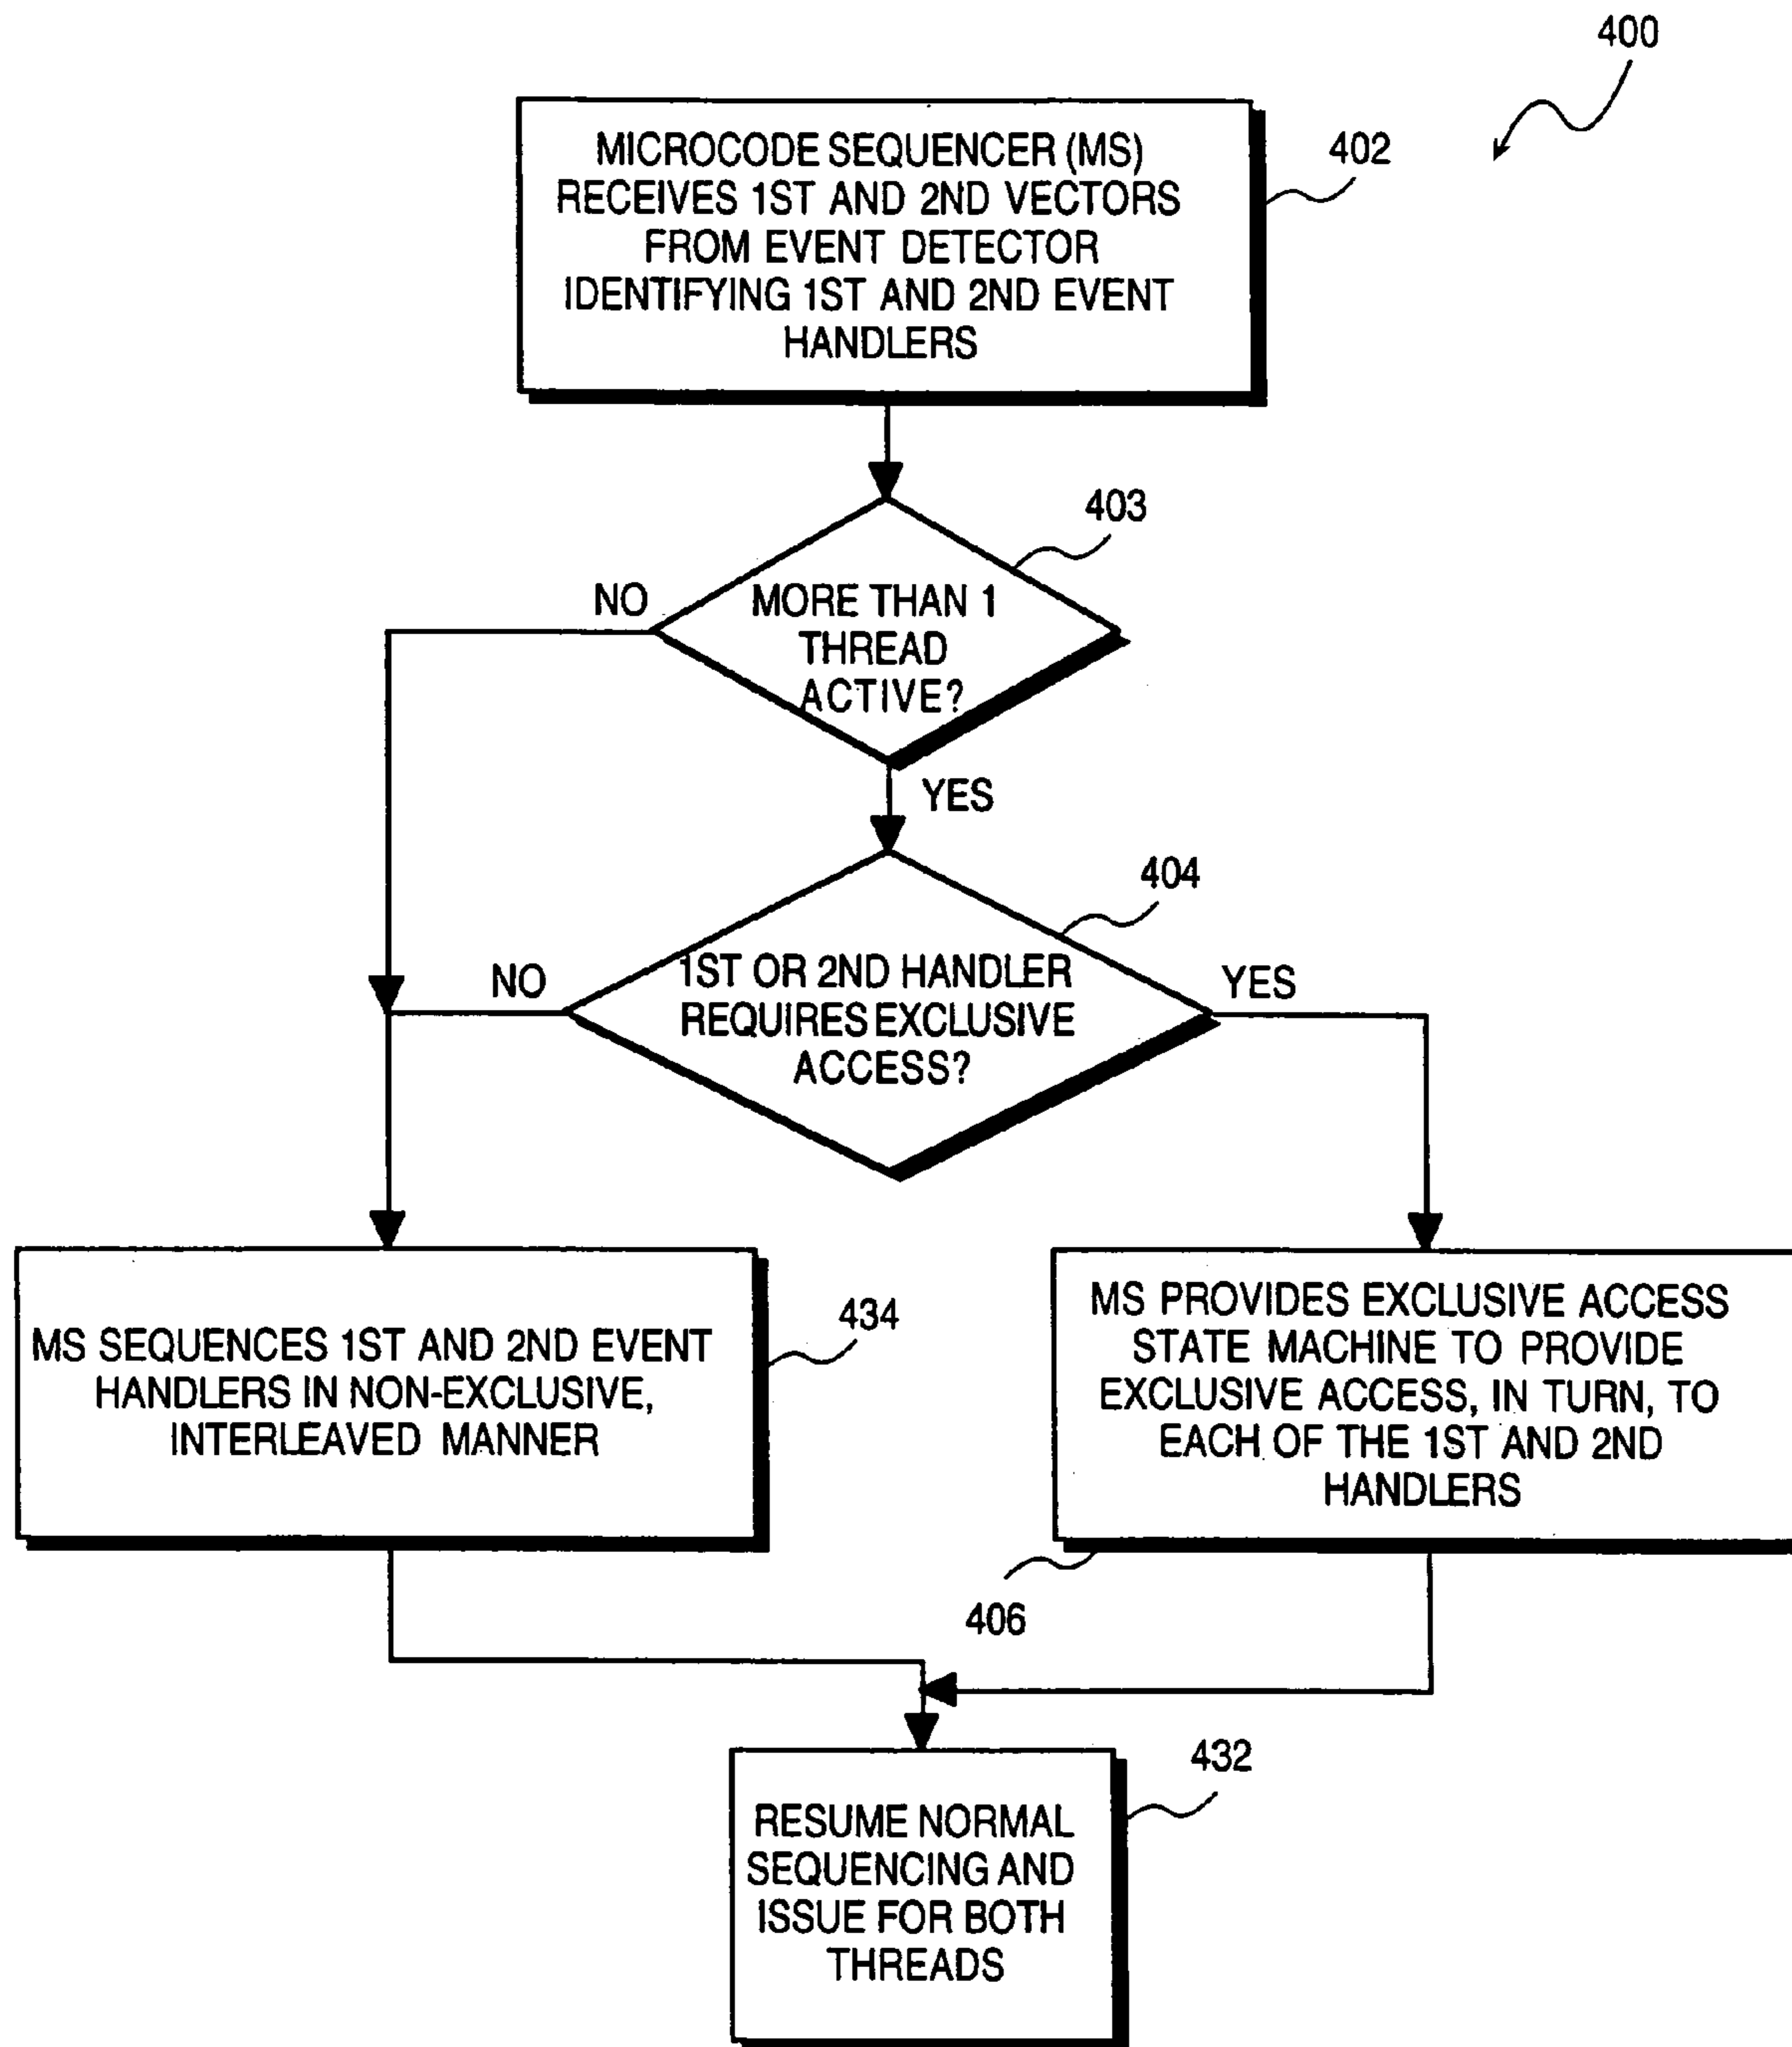 400
MICROCODE SEQUENCER (MS)
RECEIVES 1ST AND 2ND VECTORS
FROM EVENT DETECTOR
IDENTIFYING 1ST AND 2ND EVENT
HANDLERS
402
403
MORE THAN 1
THREAD
ACTIVE?
NO
YES
404
1ST OR 2ND HANDLER
REQUIRES EXCLUSIVE
ACCESS?
NO
YES
MS SEQUENCES 1ST AND 2ND EVENT
HANDLERS IN NON-EXCLUSIVE,
INTERLEAVED MANNER
434
MS PROVIDES EXCLUSIVE ACCESS
STATE MACHINE TO PROVIDE
EXCLUSIVE ACCESS, IN TURN, TO
EACH OF THE 1ST AND 2ND
HANDLERS
406
432
RESUME NORMAL
SEQUENCING AND
ISSUE FOR BOTH
THREADS